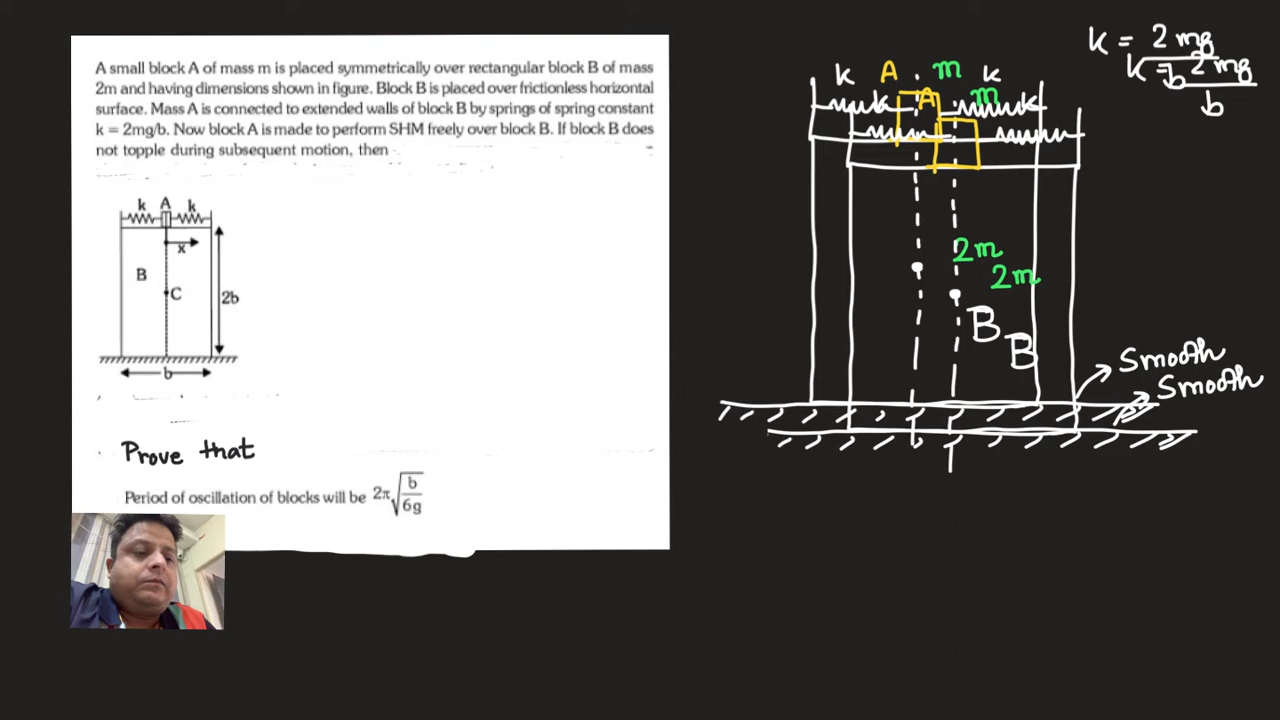 A small block A of mass m is placed symmetrically over rectangular block B of mass
2m and having dimensions shown in figure. Block B is placed over frictionless horizontal
surface. Mass A is connected to extended walls of block B by springs of spring constant
k = 2mg/b. Now block A is made to perform SHM freely over block B. If block B does
not topple during subsequent motion, then
k A k
x
B
C
2b
b
Prove that
Period of oscillation of blocks will be 2π√(b/6g)
k A m k
k A m k
2m
2m
B
B
Smooth
Smooth
k = 2mg/b
k = 2mg/b